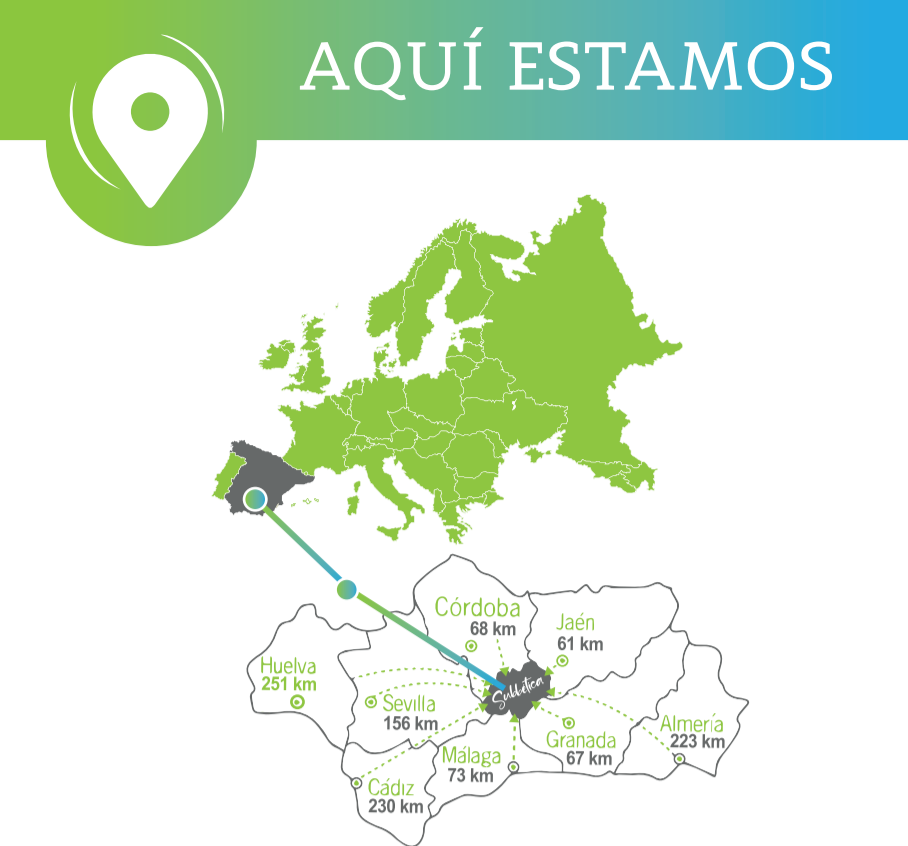 AQUÍ ESTAMOS
Córdoba
68 km
Jaén
61 km
Huelva
251 km
Subbética
Sevilla
156 km
Almería
223 km
Granada
67 km
Málaga
73 km
Cádiz
230 km